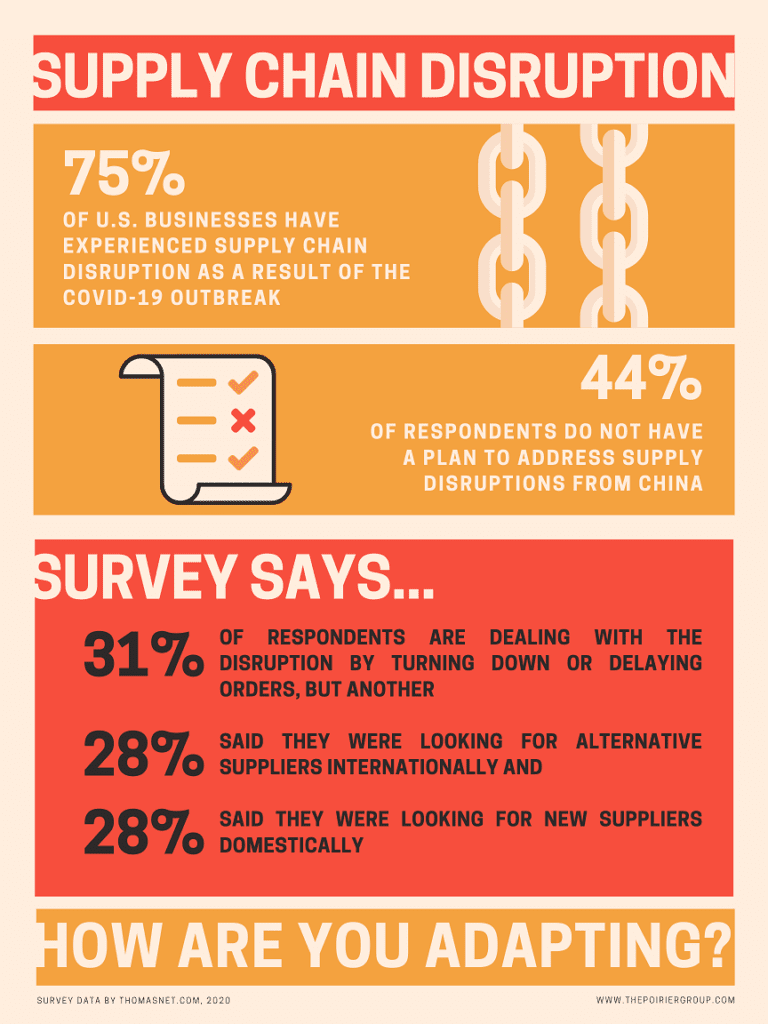 SUPPLY CHAIN DISRUPTION
75%
OF U.S. BUSINESSES HAVE
EXPERIENCED SUPPLY CHAIN
DISRUPTION AS A RESULT OF THE
COVID-19 OUTBREAK
44%
OF RESPONDENTS DO NOT HAVE
A PLAN TO ADDRESS SUPPLY
DISRUPTIONS FROM CHINA
SURVEY SAYS...
31%
OF RESPONDENTS ARE DEALING WITH THE
DISRUPTION BY TURNING DOWN OR DELAYING
ORDERS, BUT ANOTHER
28%
SAID THEY WERE LOOKING FOR ALTERNATIVE
SUPPLIERS INTERNATIONALLY AND
28%
SAID THEY WERE LOOKING FOR NEW SUPPLIERS
DOMESTICALLY
HOW ARE YOU ADAPTING?
SURVEY DATA BY THOMASNET.COM, 2020
WWW.THEPOIRIERGROUP.COM